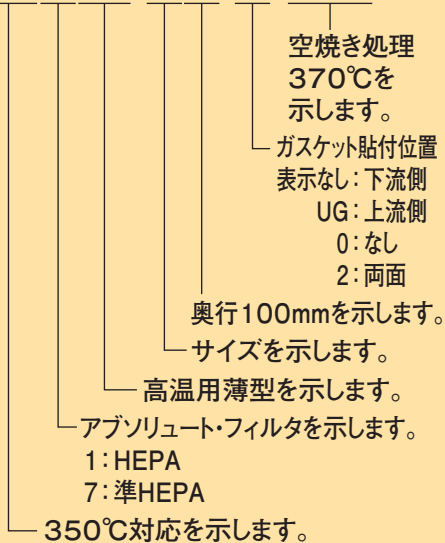 空焼き処理
370℃を
示します。
ガスケット貼付位置
表示なし：下流側
UG：上流側
0：なし
2：両面
奥行100mmを示します。
サイズを示します。
高温用薄型を示します。
アブソリュート・フィルタを示します。
1：HEPA
7：準HEPA
350℃対応を示します。